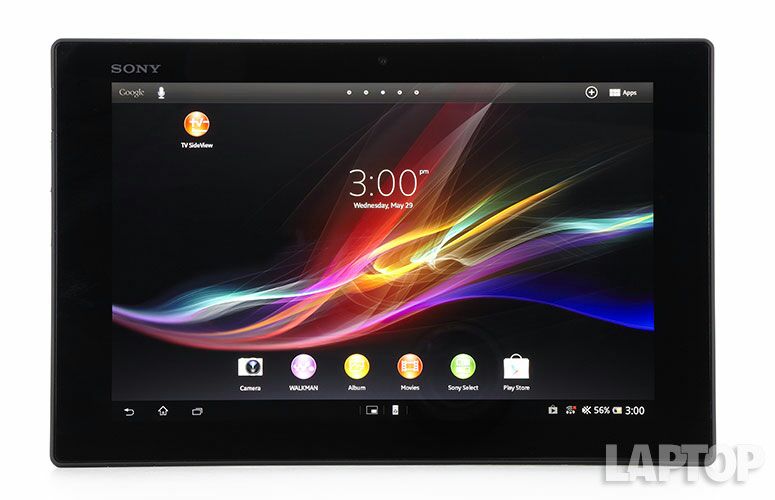 SONY
Google
Apps
TV SideView
3:00 pm
Wednesday, May 29
Camera
WALKMAN
Album
Movies
Sony Select
Play Store
56%
3:00
LAPTOP